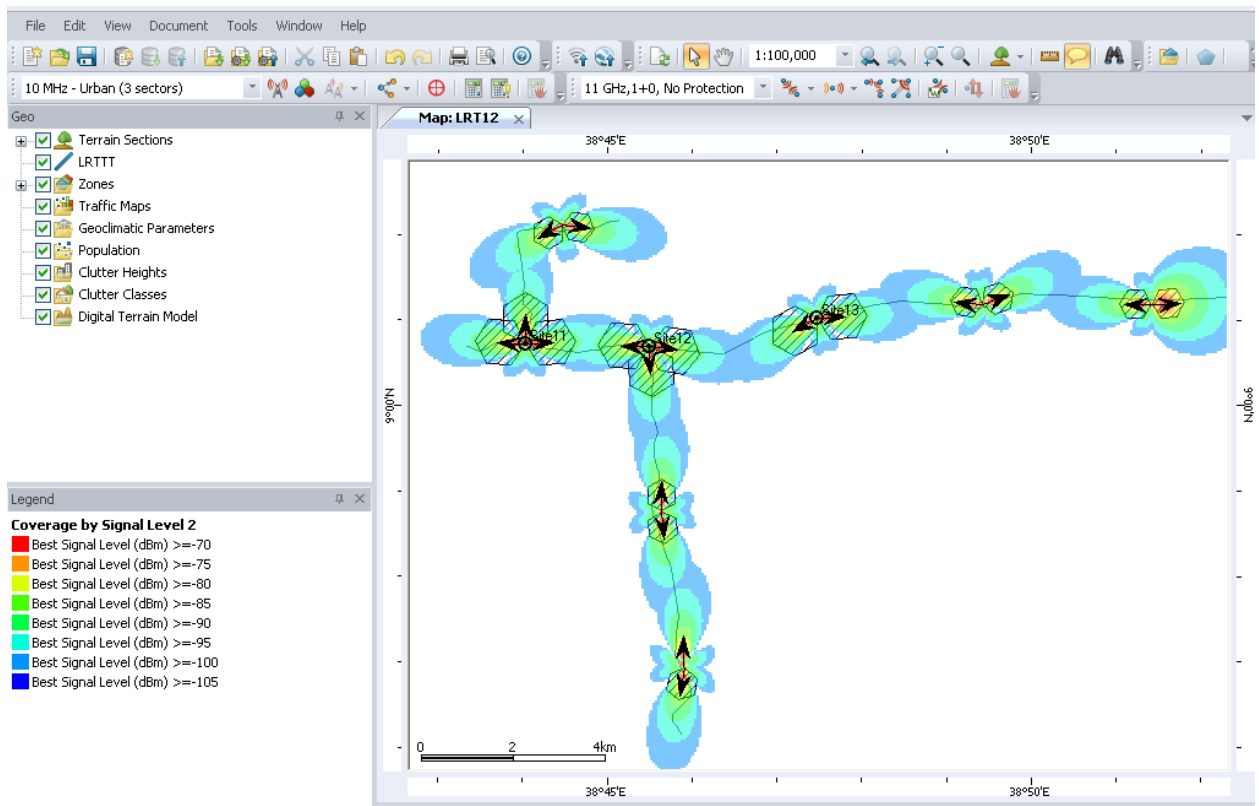 File Edit View Document Tools Window Help
1:100,000
10 MHz - Urban (3 sectors) 11 GHz,1+0, No Protection
Geo
Map: LRT12
Terrain Sections
LRTTT
Zones
Traffic Maps
Geoclimatic Parameters
Population
Clutter Heights
Clutter Classes
Digital Terrain Model
38°45'E 38°50'E
Site11
Site12
Site13
9°00'N 9°00'N
0 2 4km
38°45'E 38°50'E
Legend
Coverage by Signal Level 2
Best Signal Level (dBm) >=-70
Best Signal Level (dBm) >=-75
Best Signal Level (dBm) >=-80
Best Signal Level (dBm) >=-85
Best Signal Level (dBm) >=-90
Best Signal Level (dBm) >=-95
Best Signal Level (dBm) >=-100
Best Signal Level (dBm) >=-105